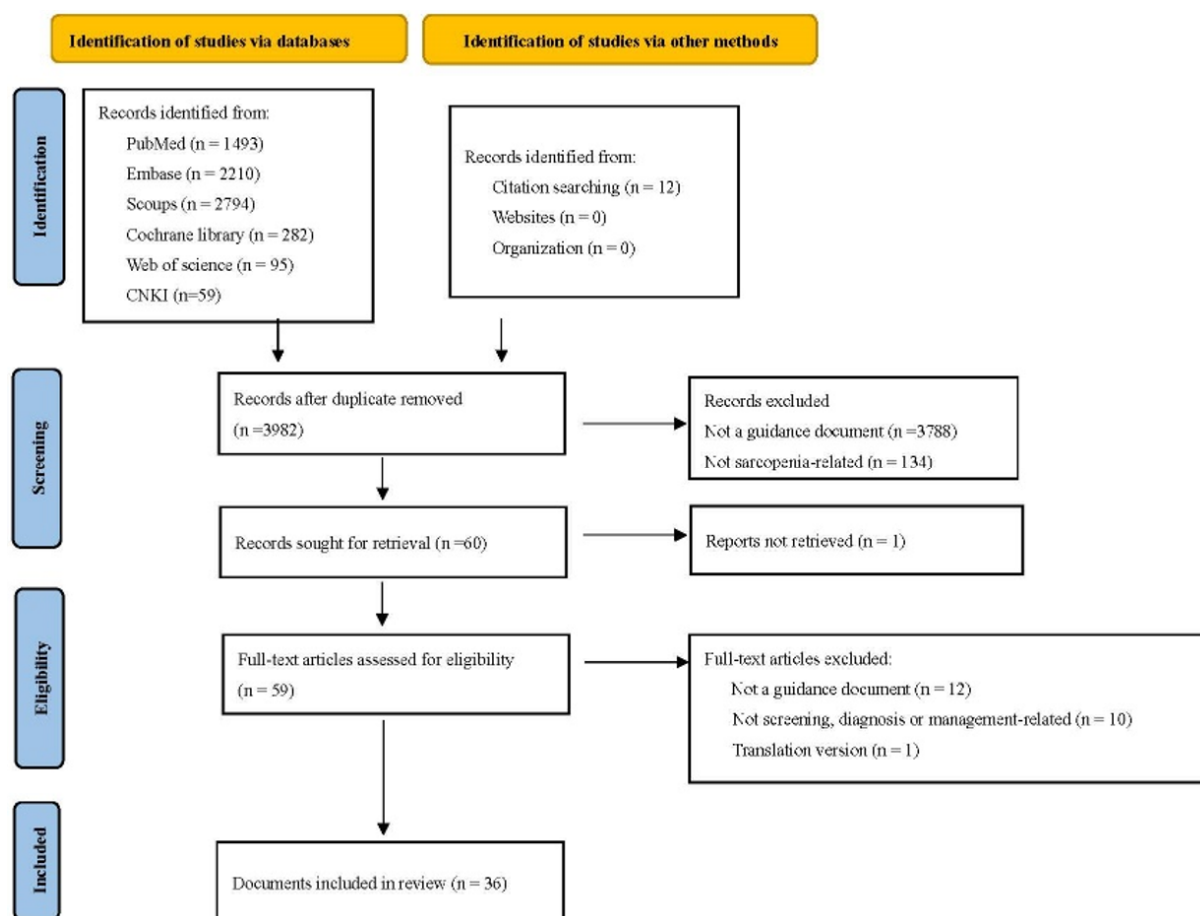 Identification of studies via databases
Identification of studies via other methods
Identification
Records identified from:
PubMed (n = 1493)
Embase (n = 2210)
Scoups (n = 2794)
Cochrane library (n = 282)
Web of science (n = 95)
CNKI (n=59)
Records identified from:
Citation searching (n = 12)
Websites (n = 0)
Organization (n = 0)
Screening
Records after duplicate removed
(n =3982)
Records excluded
Not a guidance document (n =3788)
Not sarcopenia-related (n = 134)
Records sought for retrieval (n =60)
Reports not retrieved (n = 1)
Eligibility
Full-text articles assessed for eligibility
(n = 59)
Full-text articles excluded:
Not a guidance document (n = 12)
Not screening, diagnosis or management-related (n = 10)
Translation version (n = 1)
Included
Documents included in review (n = 36)